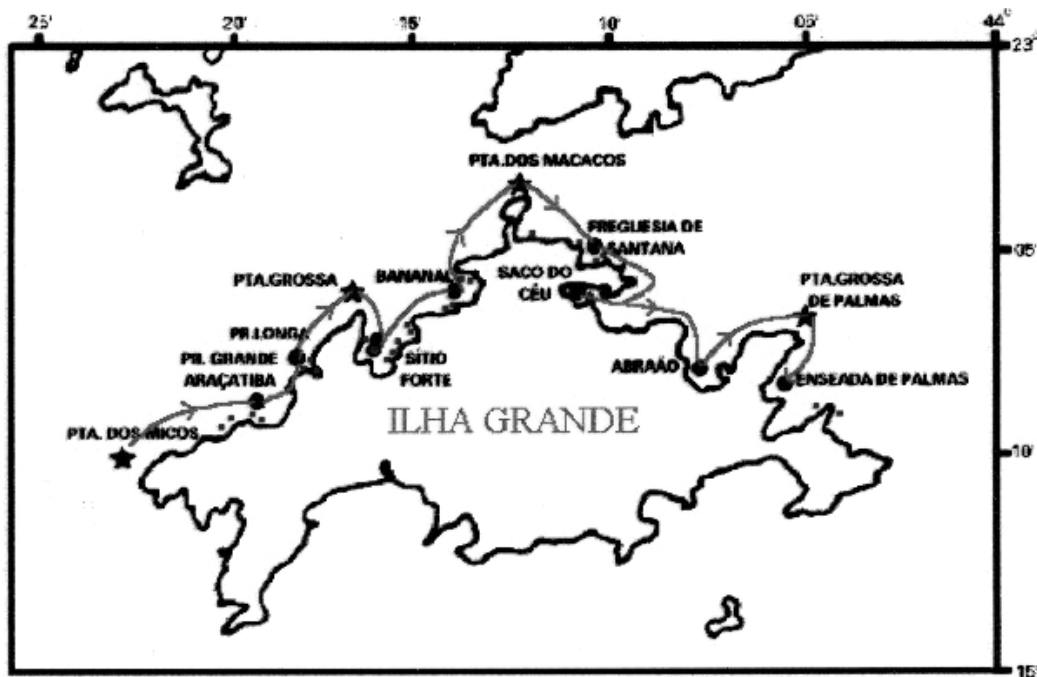 25' 20' 15' 10' 05' 44°
23°
PTA.DOS MACACOS
FREGUESIA DE
SANTANA
05'
PTA.GROSSA
BANANAL
SACO DO
CÉU
PTA.GROSSA
DE PALMAS
PR.LONGA
PR. GRANDE
ARAÇATIBA
SÍTIO
FORTE
ABRAÃO
ENSEADA DE PALMAS
ILHA GRANDE
PTA. DOS MICOS
10'
15'